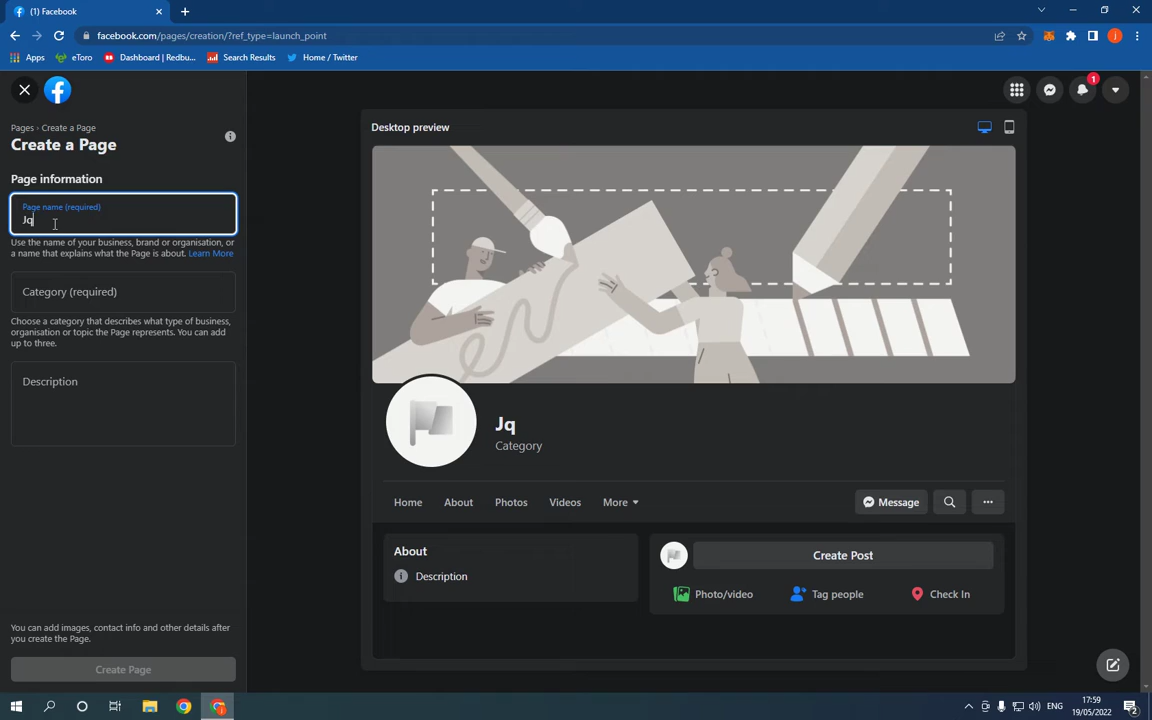 (1) Facebook
facebook.com/pages/creation/?ref_type=launch_point
Apps
eToro
Dashboard | Redbu...
Search Results
Home / Twitter
Pages › Create a Page
Create a Page
Page information
Page name (required)
Jq
Use the name of your business, brand or organisation, or
a name that explains what the Page is about. Learn More
Category (required)
Choose a category that describes what type of business,
organisation or topic the Page represents. You can add
up to three.
Description
You can add images, contact info and other details after
you create the Page.
Create Page
1
Desktop preview
Jq
Category
Home
About
Photos
Videos
More
Message
About
Description
Create Post
Photo/video
Tag people
Check In
ENG
17:59
19/05/2022
2